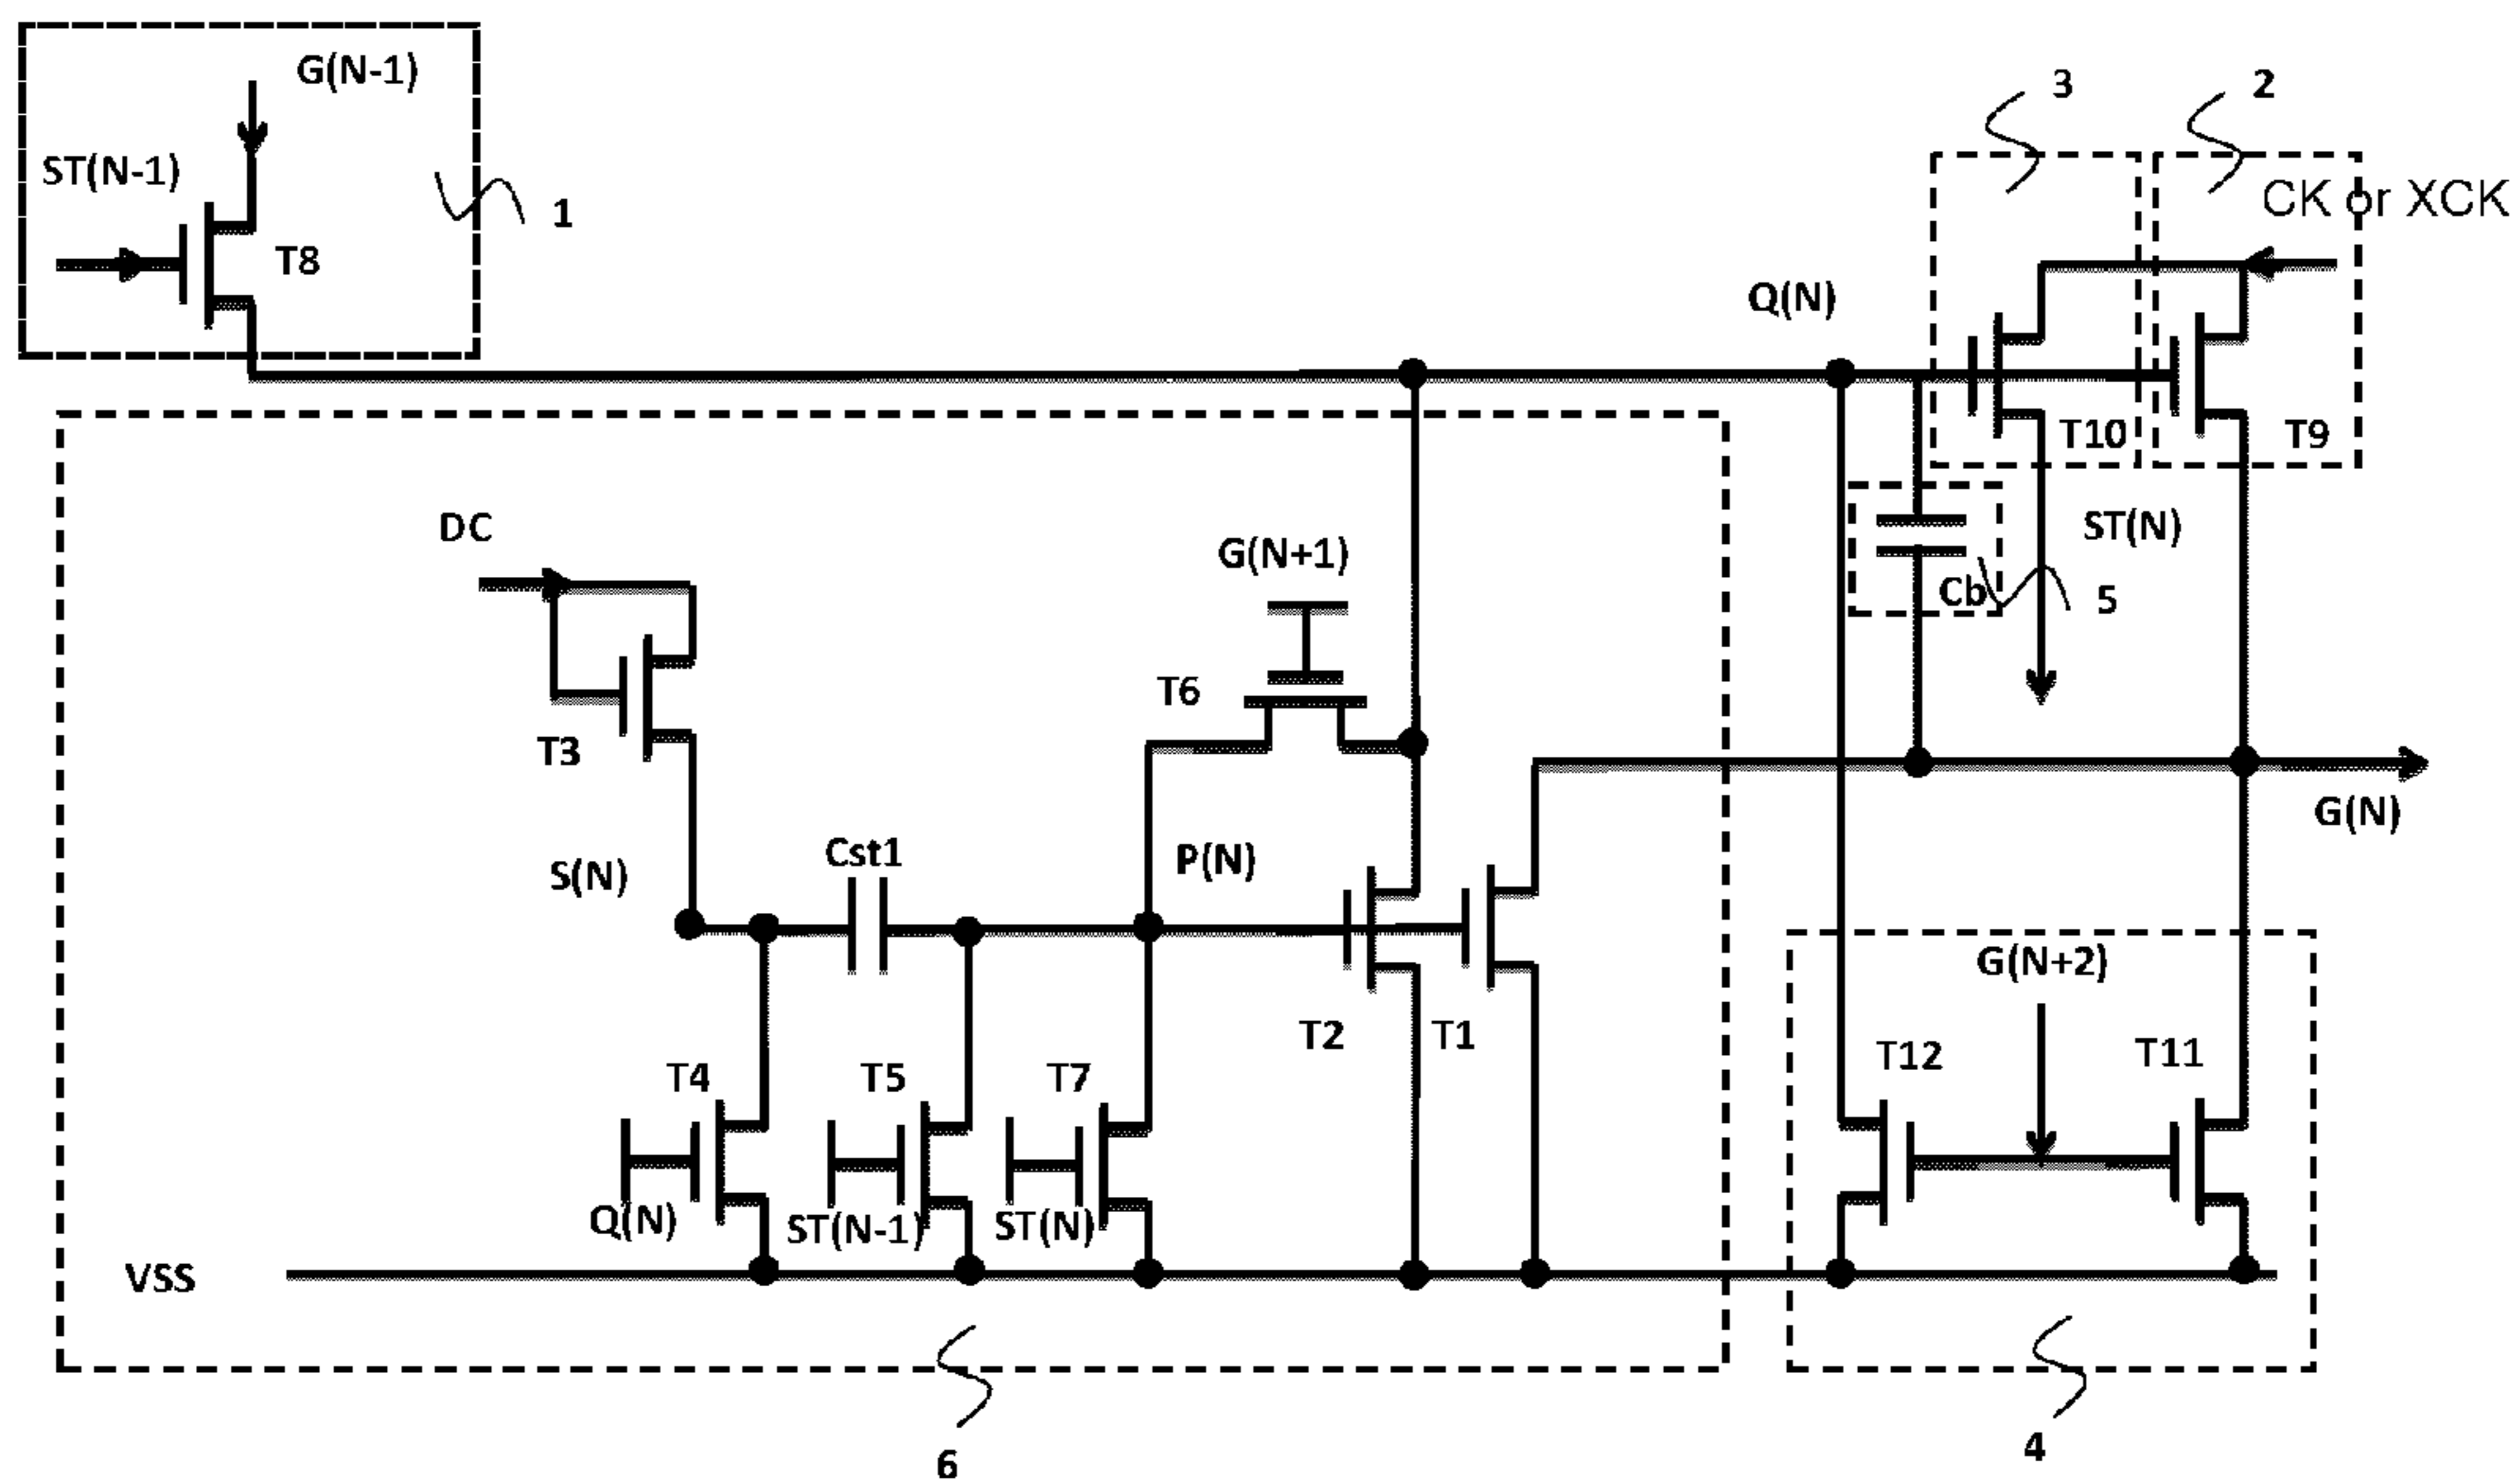 G(N-1)
ST(N-1)
T8
1
3
2
CK or XCK
Q(N)
T10
T9
DC
G(N+1)
ST(N)
Cb
5
T6
T3
G(N)
S(N)
Cst1
P(N)
G(N+2)
T2
T1
T12
T11
T4
T5
T7
Q(N)
ST(N-1)
ST(N)
VSS
6
4